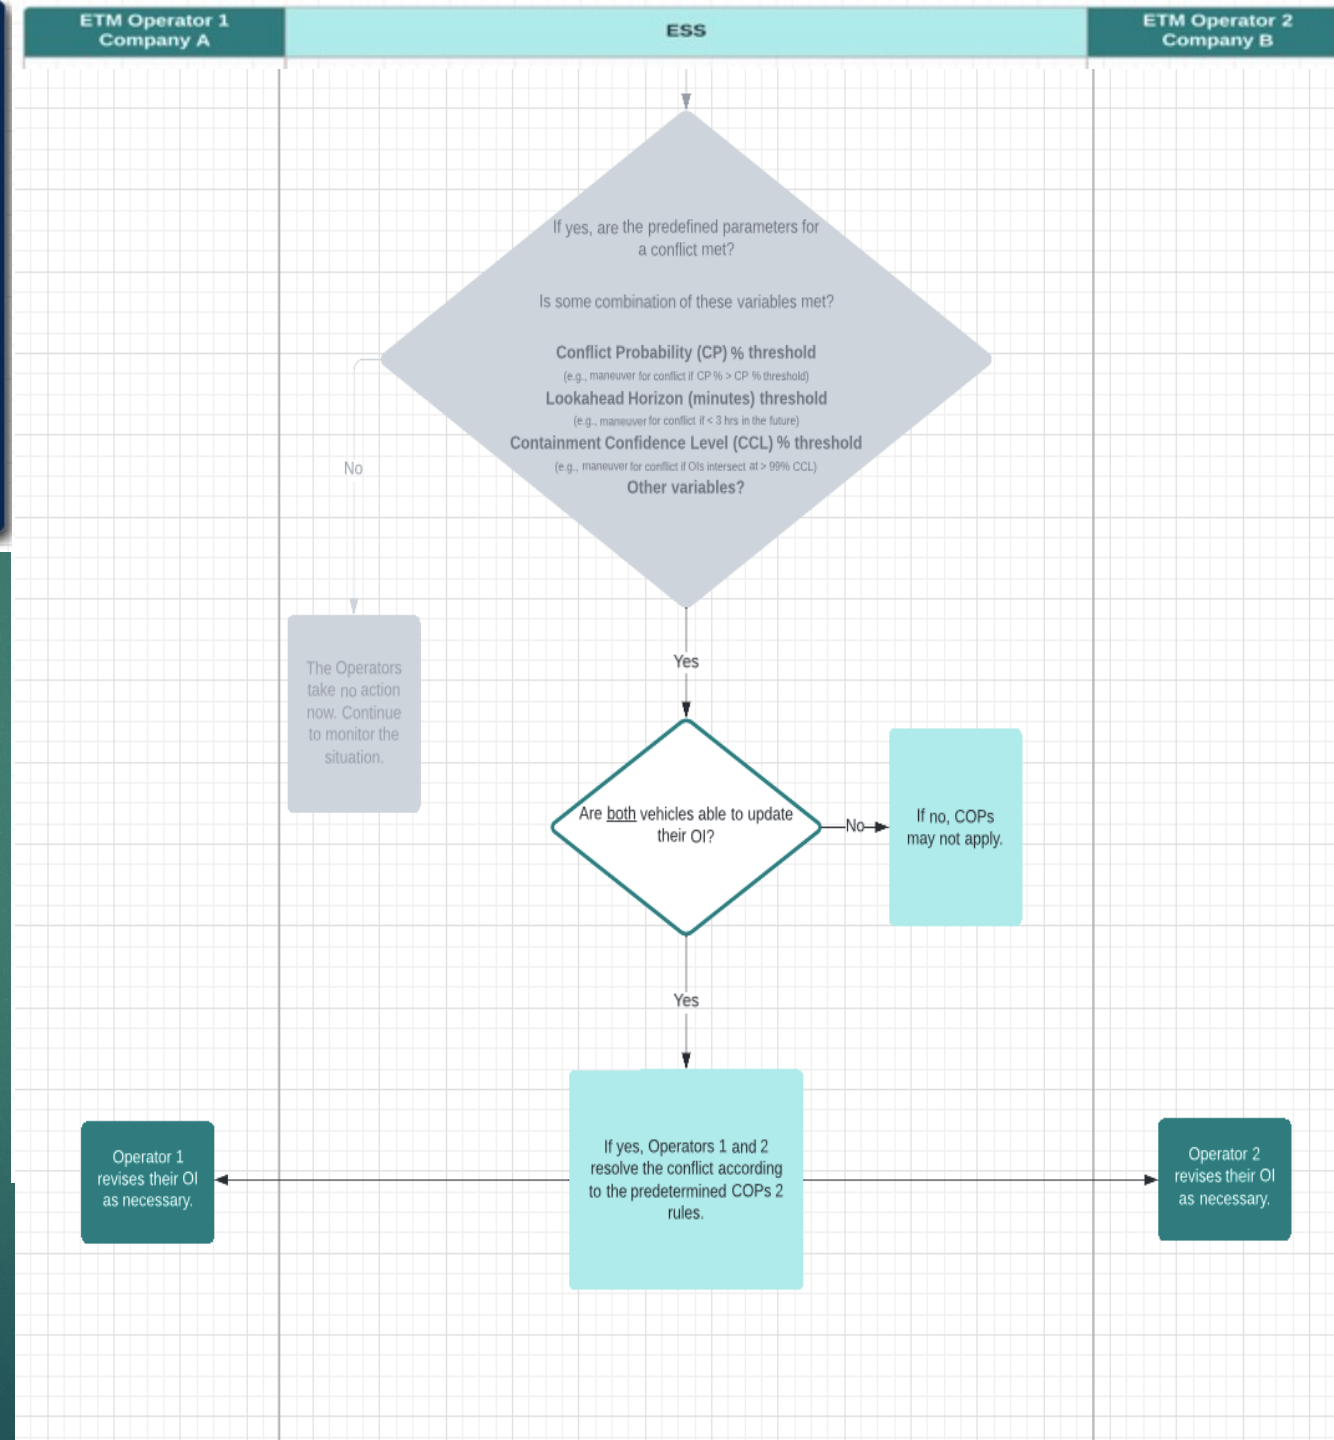 ETM Operator 1
Company A
ESS
ETM Operator 2
Company B
If yes, are the predefined parameters for
a conflict met?
Is some combination of these variables met?
Conflict Probability (CP) % threshold
(e.g., maneuver for conflict if CP % > CP % threshold)
Lookahead Horizon (minutes) threshold
(e.g., maneuver for conflict if < 3 hrs in the future)
Containment Confidence Level (CCL) % threshold
(e.g., maneuver for conflict if OIs intersect at > 99% CCL)
Other variables?
No
The Operators
take no action
now. Continue
to monitor the
situation.
Yes
Are both vehicles able to update
their OI?
No
If no, COPs
may not apply.
Yes
If yes, Operators 1 and 2
resolve the conflict according
to the predetermined COPs 2
rules.
Operator 1
revises their OI
as necessary.
Operator 2
revises their OI
as necessary.